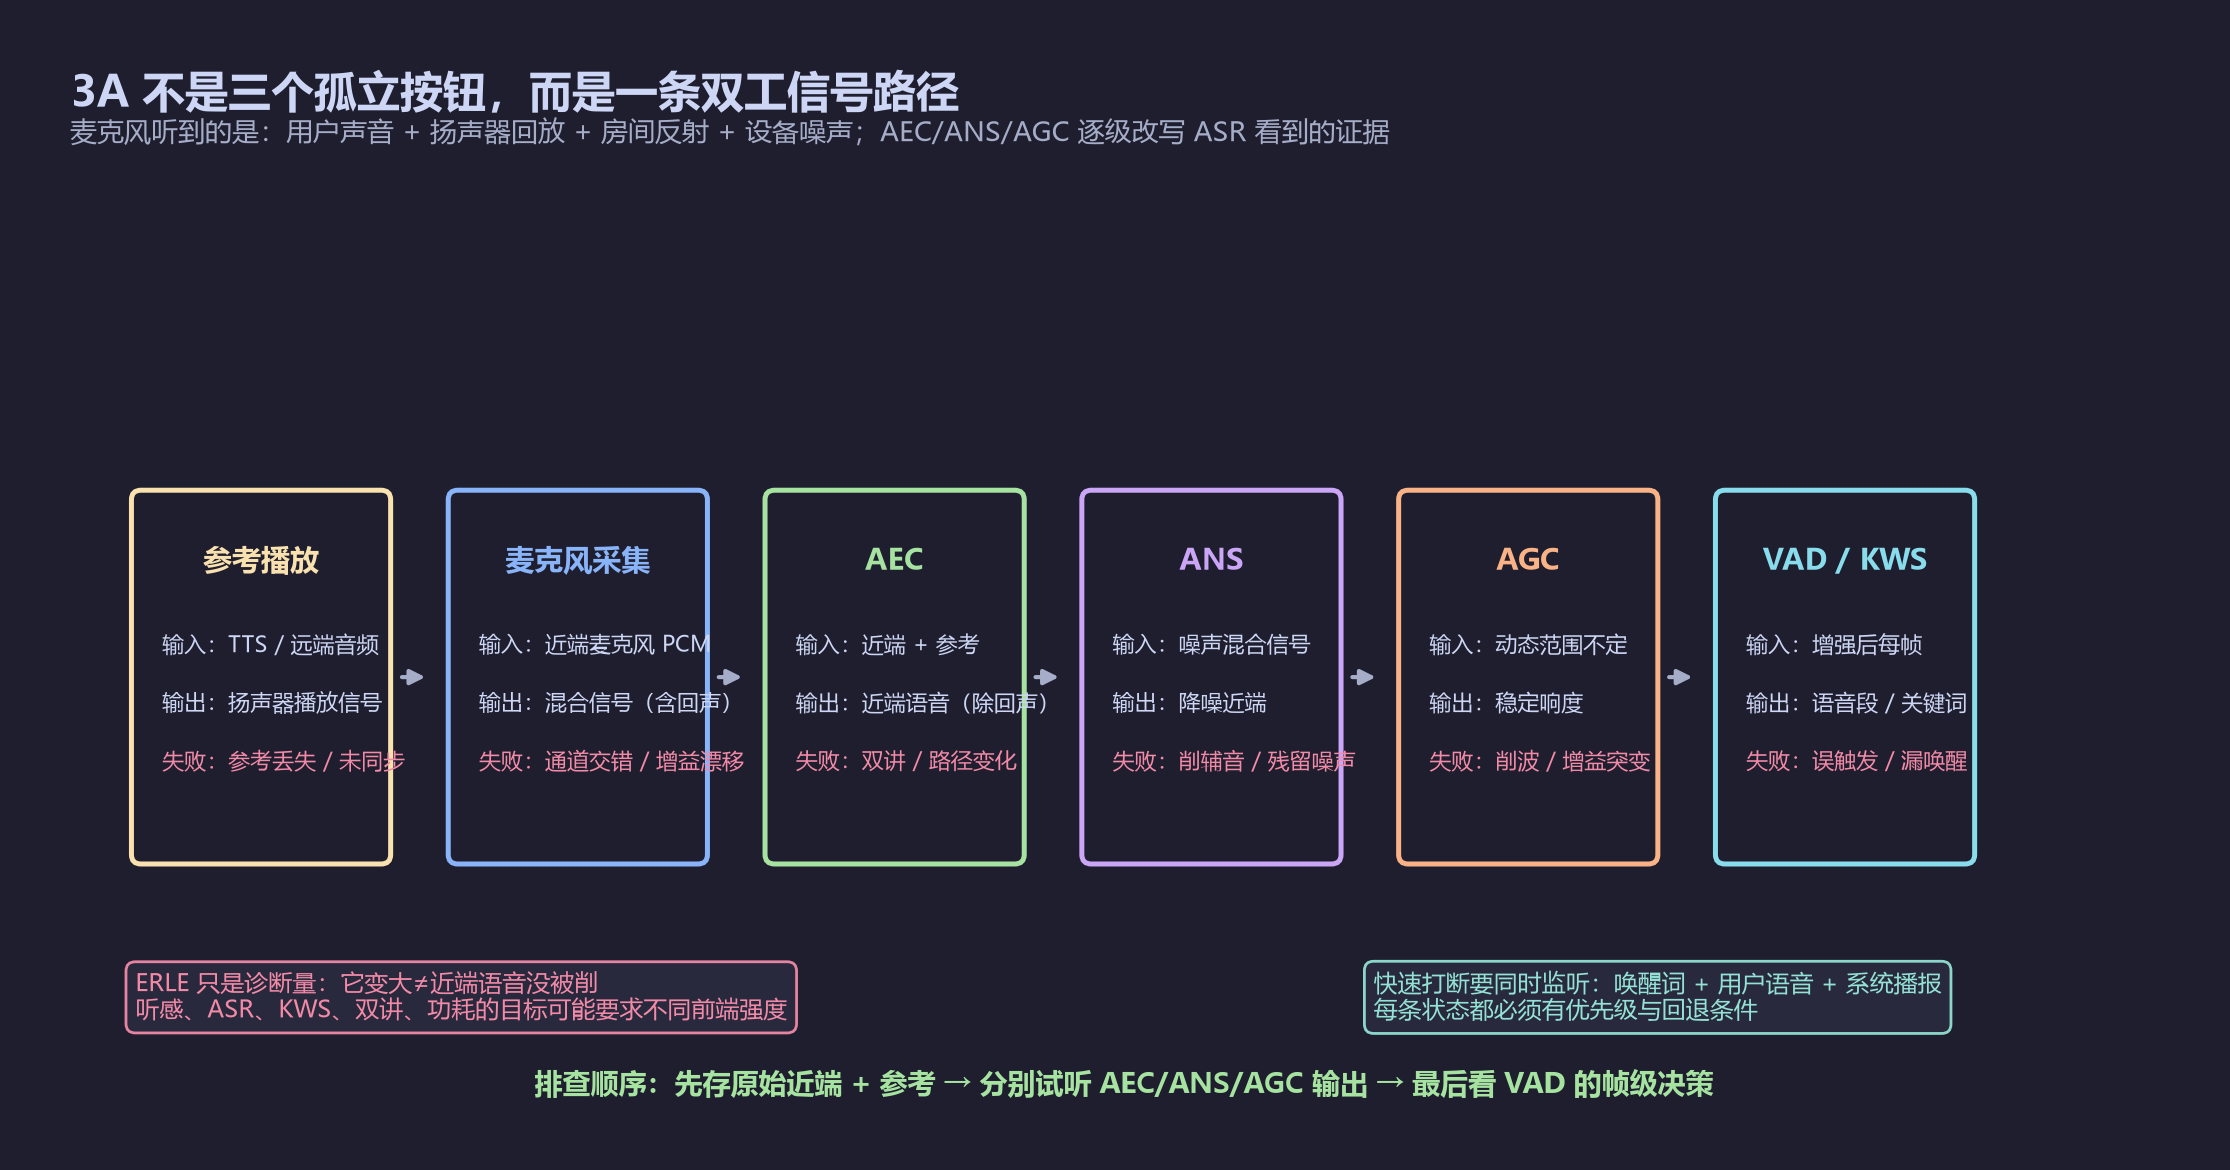 3A 不是三个孤立按钮，而是一条双工信号路径
麦克风听到的是：用户声音 + 扬声器回放 + 房间反射 + 设备噪声；AEC/ANS/AGC 逐级改写 ASR 看到的证据
参考播放
输入：TTS / 远端音频
输出：扬声器播放信号
失败：参考丢失 / 未同步
麦克风采集
输入：近端麦克风 PCM
输出：混合信号（含回声）
失败：通道交错 / 增益漂移
AEC
输入：近端 + 参考
输出：近端语音（除回声）
失败：双讲 / 路径变化
ANS
输入：噪声混合信号
输出：降噪近端
失败：削辅音 / 残留噪声
AGC
输入：动态范围不定
输出：稳定响度
失败：削波 / 增益突变
VAD / KWS
输入：增强后每帧
输出：语音段 / 关键词
失败：误触发 / 漏唤醒
ERLE 只是诊断量：它变大≠近端语音没被削
听感、ASR、KWS、双讲、功耗的目标可能要求不同前端强度
快速打断要同时监听：唤醒词 + 用户语音 + 系统播报
每条状态都必须有优先级与回退条件
排查顺序：先存原始近端 + 参考 → 分别试听 AEC/ANS/AGC 输出 → 最后看 VAD 的帧级决策